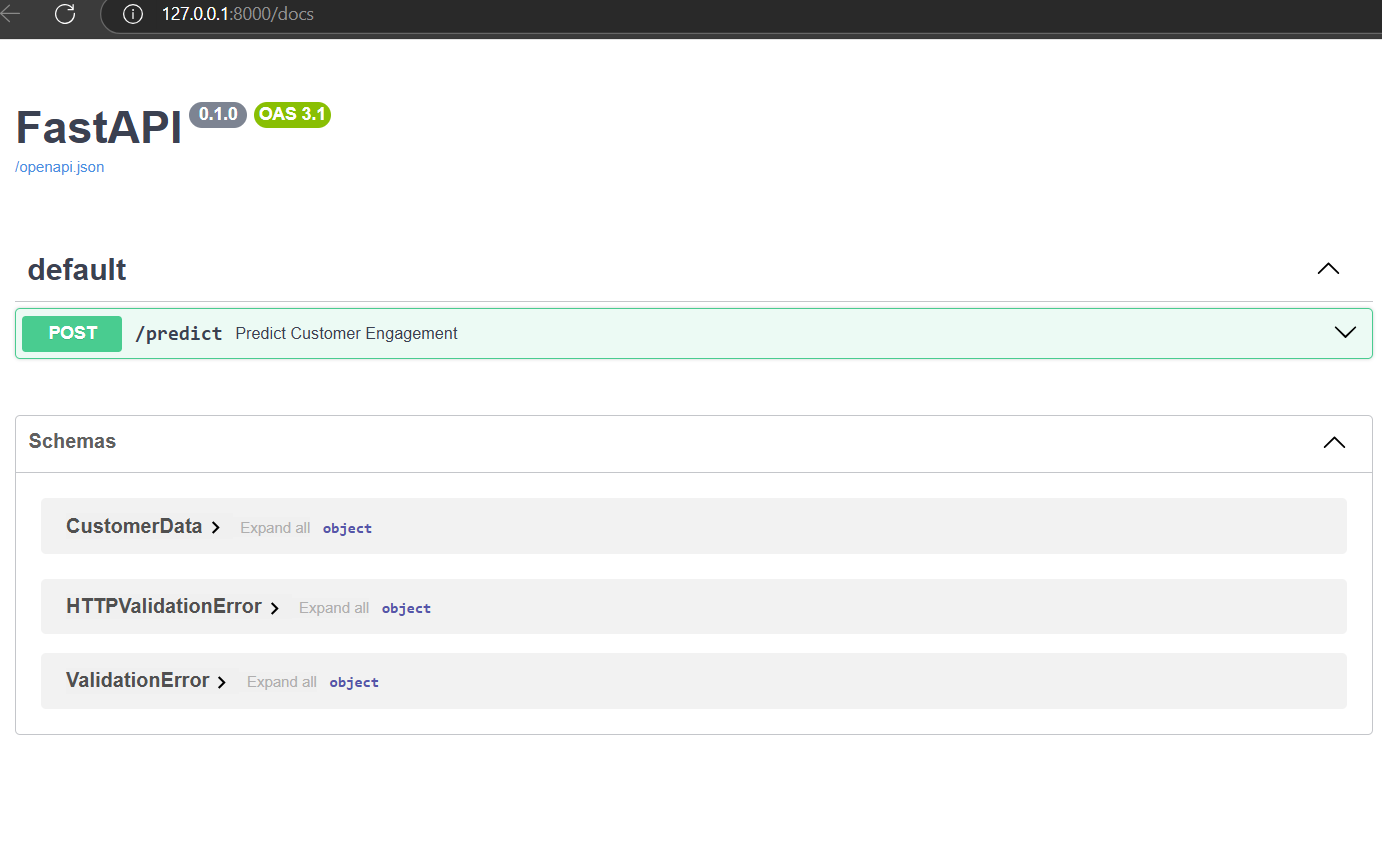 127.0.0.1:8000/docs
FastAPI 0.1.0 OAS 3.1
/openapi.json
default
POST /predict Predict Customer Engagement
Schemas
CustomerData Expand all object
HTTPValidationError Expand all object
ValidationError Expand all object